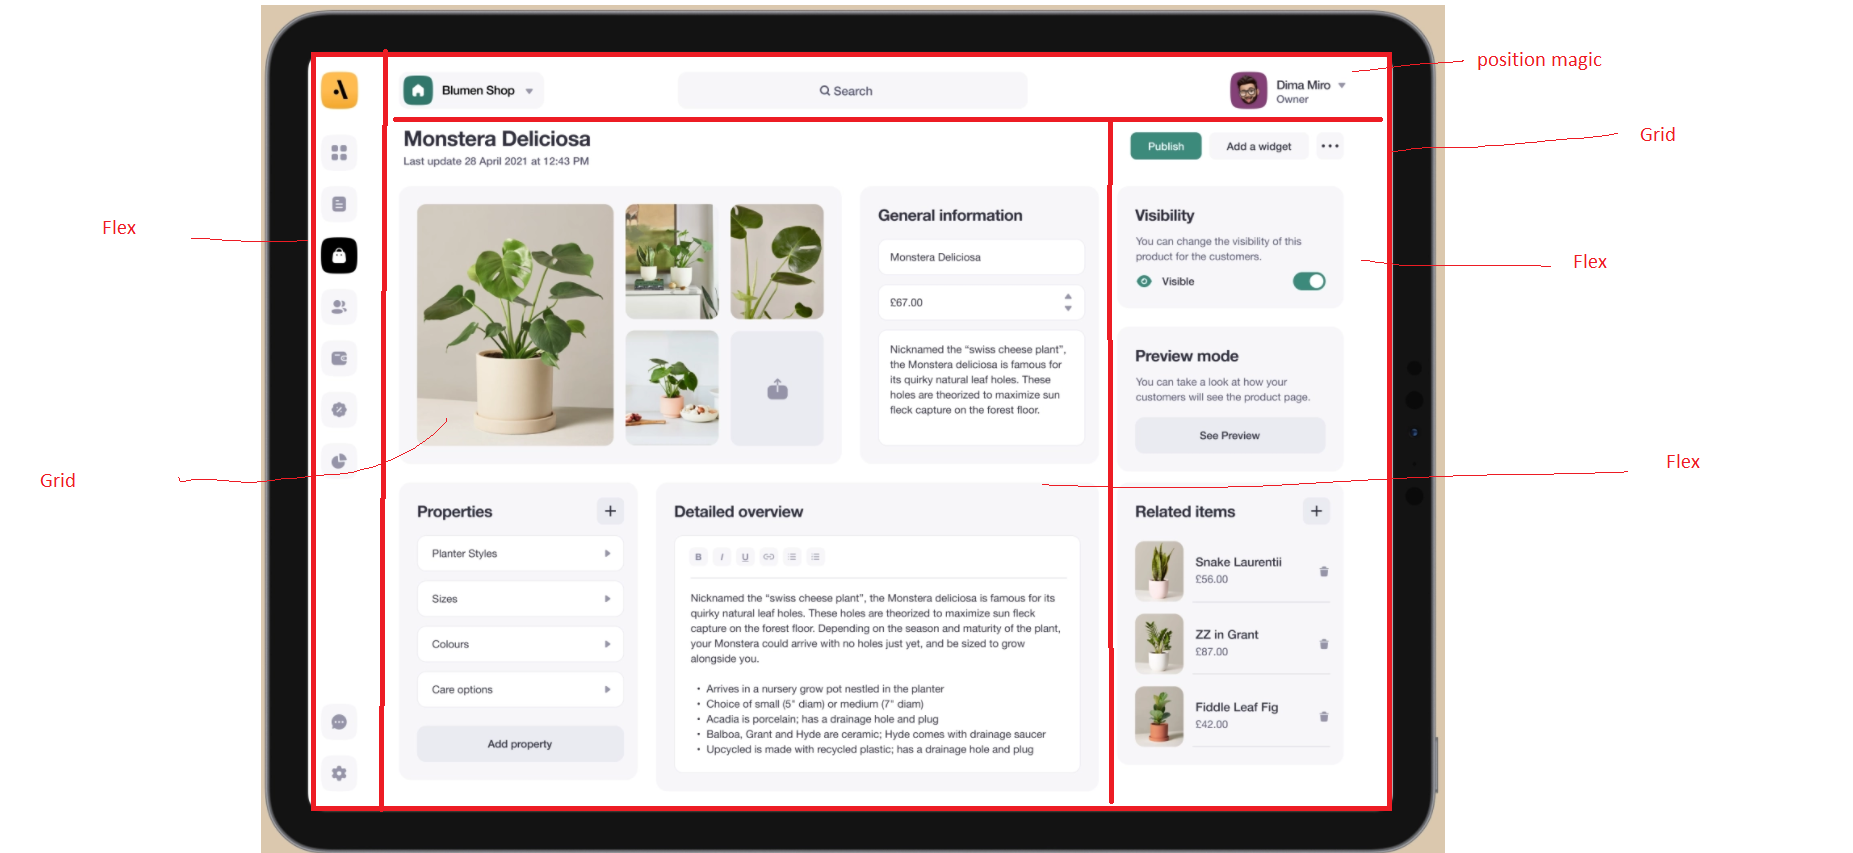 position magic
Blumen Shop
Search
Dima Miro
Owner
Grid
Monstera Deliciosa
Last update 28 April 2021 at 12:43 PM
Publish
Add a widget
Flex
General information
Monstera Deliciosa
£67.00
Nicknamed the “swiss cheese plant”,
the Monstera deliciosa is famous for
its quirky natural leaf holes. These
holes are theorized to maximize sun
fleck capture on the forest floor.
Visibility
You can change the visibility of this
product for the customers.
Visible
Flex
Preview mode
You can take a look at how your
customers will see the product page.
See Preview
Grid
Flex
Properties
Planter Styles
Sizes
Colours
Care options
Add property
Detailed overview
B I U
Nicknamed the “swiss cheese plant”, the Monstera deliciosa is famous for its
quirky natural leaf holes. These holes are theorized to maximize sun fleck
capture on the forest floor. Depending on the season and maturity of the plant,
your Monstera could arrive with no holes just yet, and be sized to grow
alongside you.
• Arrives in a nursery grow pot nestled in the planter
• Choice of small (5" diam) or medium (7" diam)
• Acadia is porcelain; has a drainage hole and plug
• Balboa, Grant and Hyde are ceramic; Hyde comes with drainage saucer
• Upcycled is made with recycled plastic; has a drainage hole and plug
Related items
Snake Laurentii
£56.00
ZZ in Grant
£87.00
Fiddle Leaf Fig
£42.00